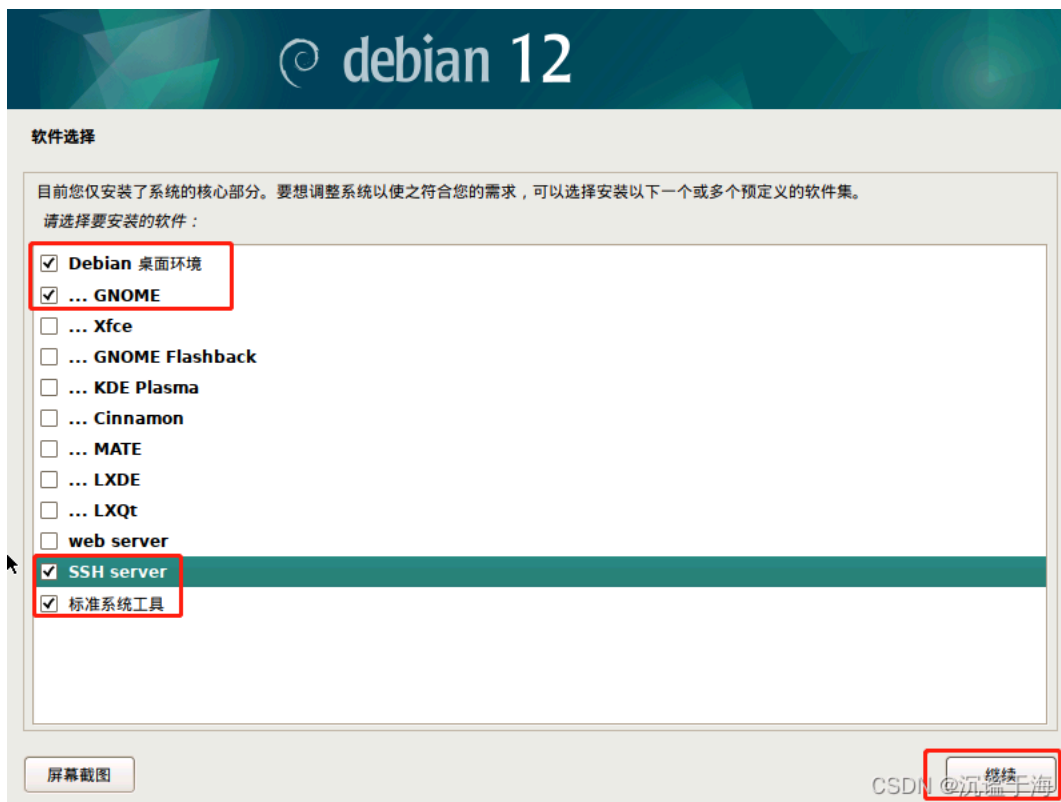 debian 12
软件选择
目前您仅安装了系统的核心部分。要想调整系统以使之符合您的需求，可以选择安装以下一个或多个预定义的软件集。
请选择要安装的软件：
Debian 桌面环境
... GNOME
... Xfce
... GNOME Flashback
... KDE Plasma
... Cinnamon
... MATE
... LXDE
... LXQt
web server
SSH server
标准系统工具
屏幕截图
继续
CSDN @沉谧于海